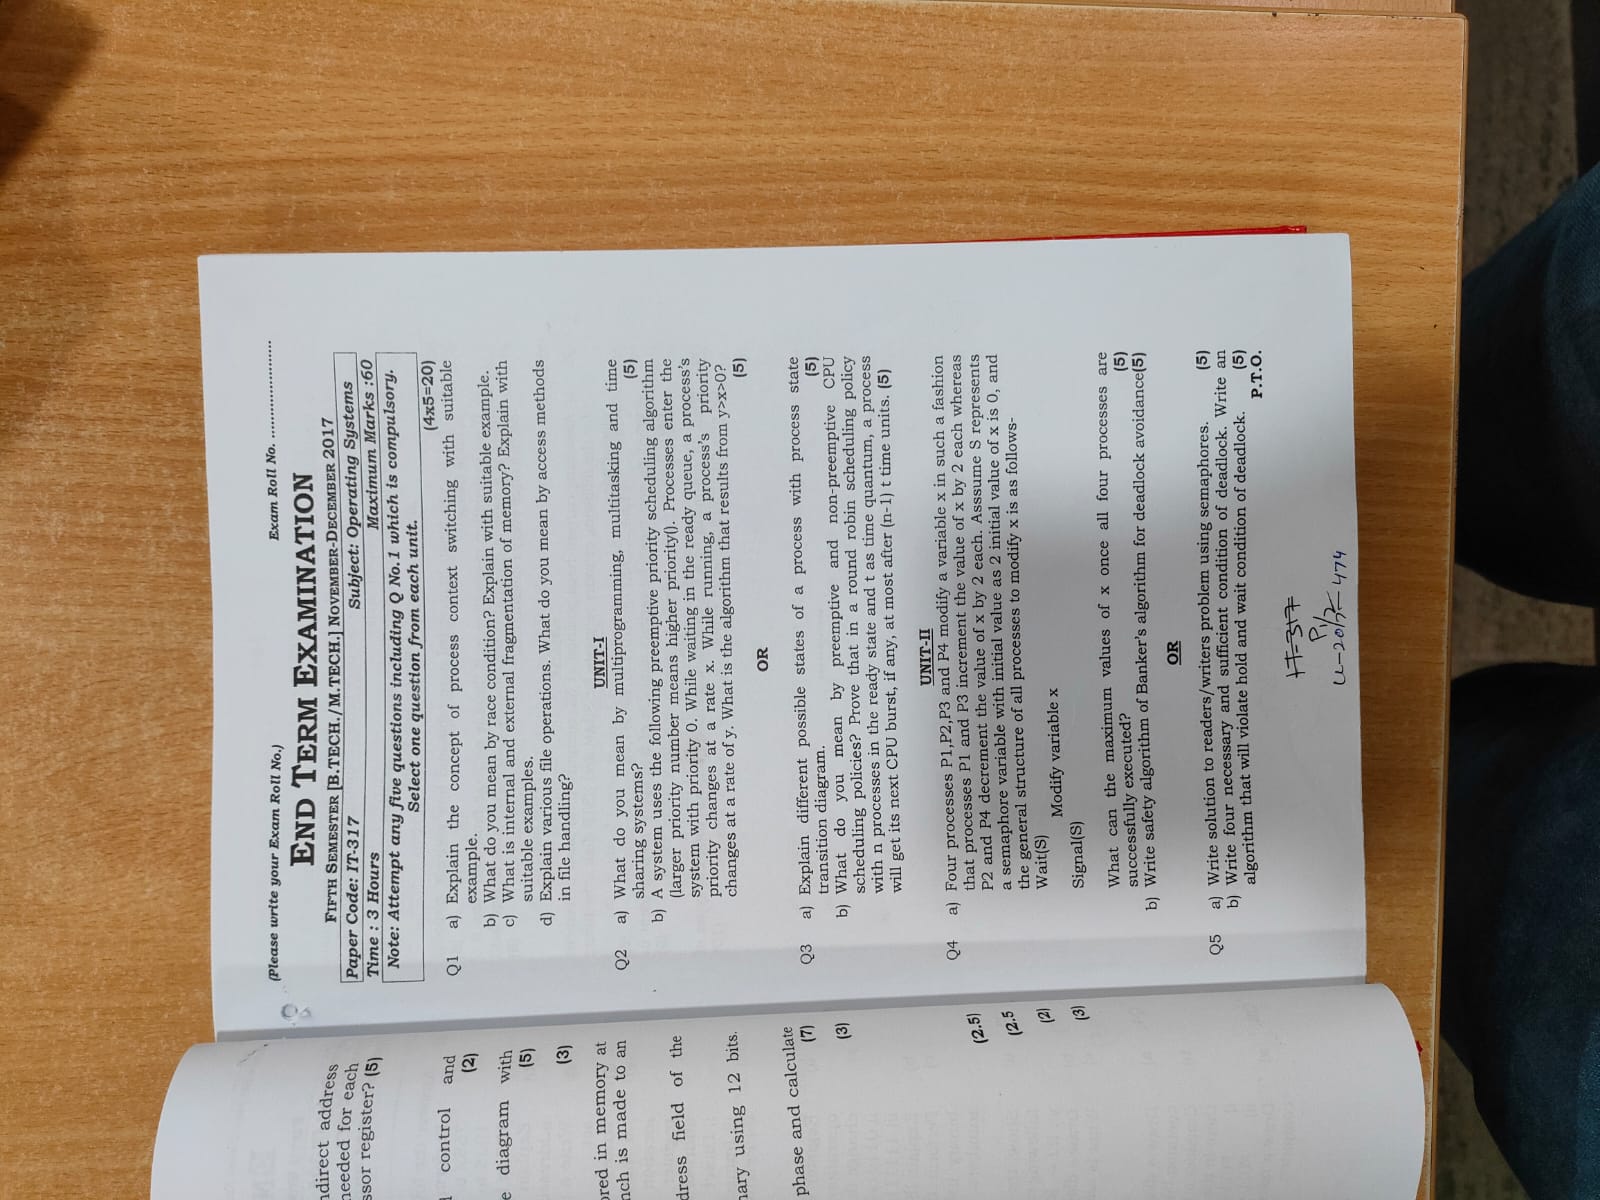 (Please write your Exam Roll No.) Exam Roll No. ........................
END TERM EXAMINATION
FIFTH SEMESTER [B.TECH./M.TECH.] NOVEMBER-DECEMBER 2017
Paper Code: IT-317 Subject: Operating Systems
Time : 3 Hours Maximum Marks :60
Note: Attempt any five questions including Q No.1 which is compulsory.
Select one question from each unit.
(4x5=20)
Q1 a) Explain the concept of process context switching with suitable
example.
b) What do you mean by race condition? Explain with suitable example.
c) What is internal and external fragmentation of memory? Explain with
suitable examples.
d) Explain various file operations. What do you mean by access methods
in file handling?
UNIT-I
Q2 a) What do you mean by multiprogramming, multitasking and time
sharing systems? (5)
b) A system uses the following preemptive priority scheduling algorithm
(larger priority number means higher priority(). Processes enter the
system with priority 0. While waiting in the ready queue, a process's
priority changes at a rate x. While running, a process's priority
changes at a rate of y. What is the algorithm that results from y>x>0?
(5)
OR
Q3 a) Explain different possible states of a process with process state
transition diagram. (5)
b) What do you mean by preemptive and non-preemptive CPU
scheduling policies? Prove that in a round robin scheduling policy
with n processes in the ready state and t as time quantum, a process
will get its next CPU burst, if any, at most after (n-1) t time units. (5)
UNIT-II
Q4 a) Four processes P1,P2,P3 and P4 modify a variable x in such a fashion
that processes P1 and P3 increment the value of x by 2 each whereas
P2 and P4 decrement the value of x by 2 each. Assume S represents
a semaphore variable with initial value as 2 initial value of x is 0, and
the general structure of all processes to modify x is as follows-
Wait(S)
Modify variable x
Signal(S)
What can the maximum values of x once all four processes are
successfully executed? (5)
b) Write safety algorithm of Banker's algorithm for deadlock avoidance(5)
OR
Q5 a) Write solution to readers/writers problem using semaphores. (5)
b) Write four necessary and sufficient condition of deadlock. Write an
algorithm that will violate hold and wait condition of deadlock. (5)
P.T.O.
P1/2
ndirect address
needed for each
ssor register? (5)
control and
(2)
e diagram with
(5)
(3)
ored in memory at
nch is made to an
dress field of the
nary using 12 bits.
phase and calculate
(7)
(3)
(2.5)
(2.5
(2)
(3)